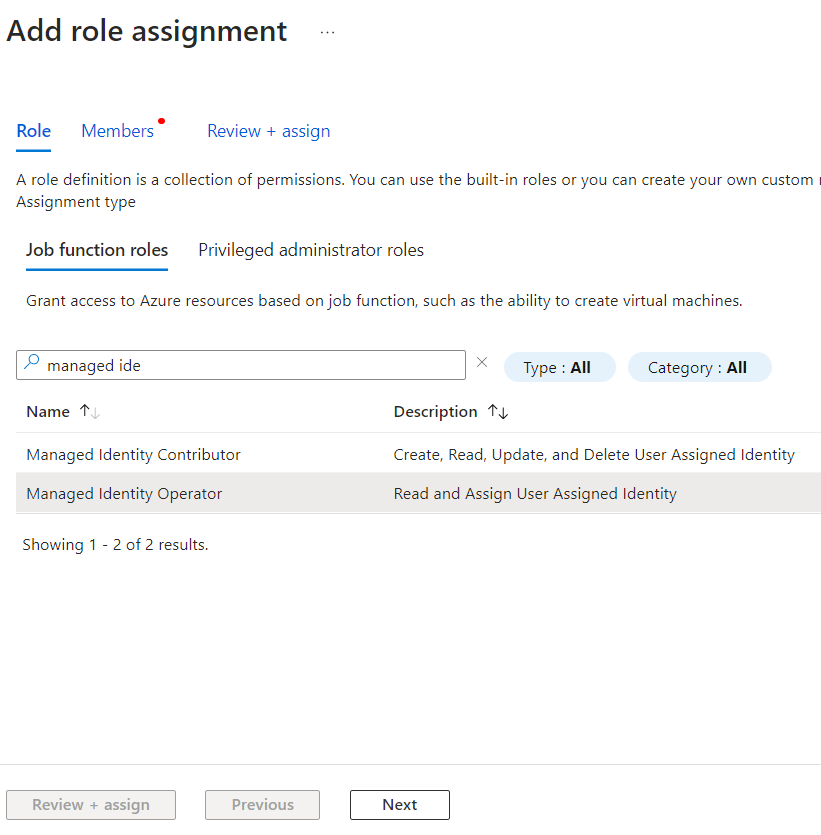 Add role assignment ...
Role Members Review + assign
A role definition is a collection of permissions. You can use the built-in roles or you can create your own custom
Assignment type
Job function roles Privileged administrator roles
Grant access to Azure resources based on job function, such as the ability to create virtual machines.
managed ide Type : All Category : All
Name ↑↓ Description ↑↓
Managed Identity Contributor Create, Read, Update, and Delete User Assigned Identity
Managed Identity Operator Read and Assign User Assigned Identity
Showing 1 - 2 of 2 results.
Review + assign Previous Next